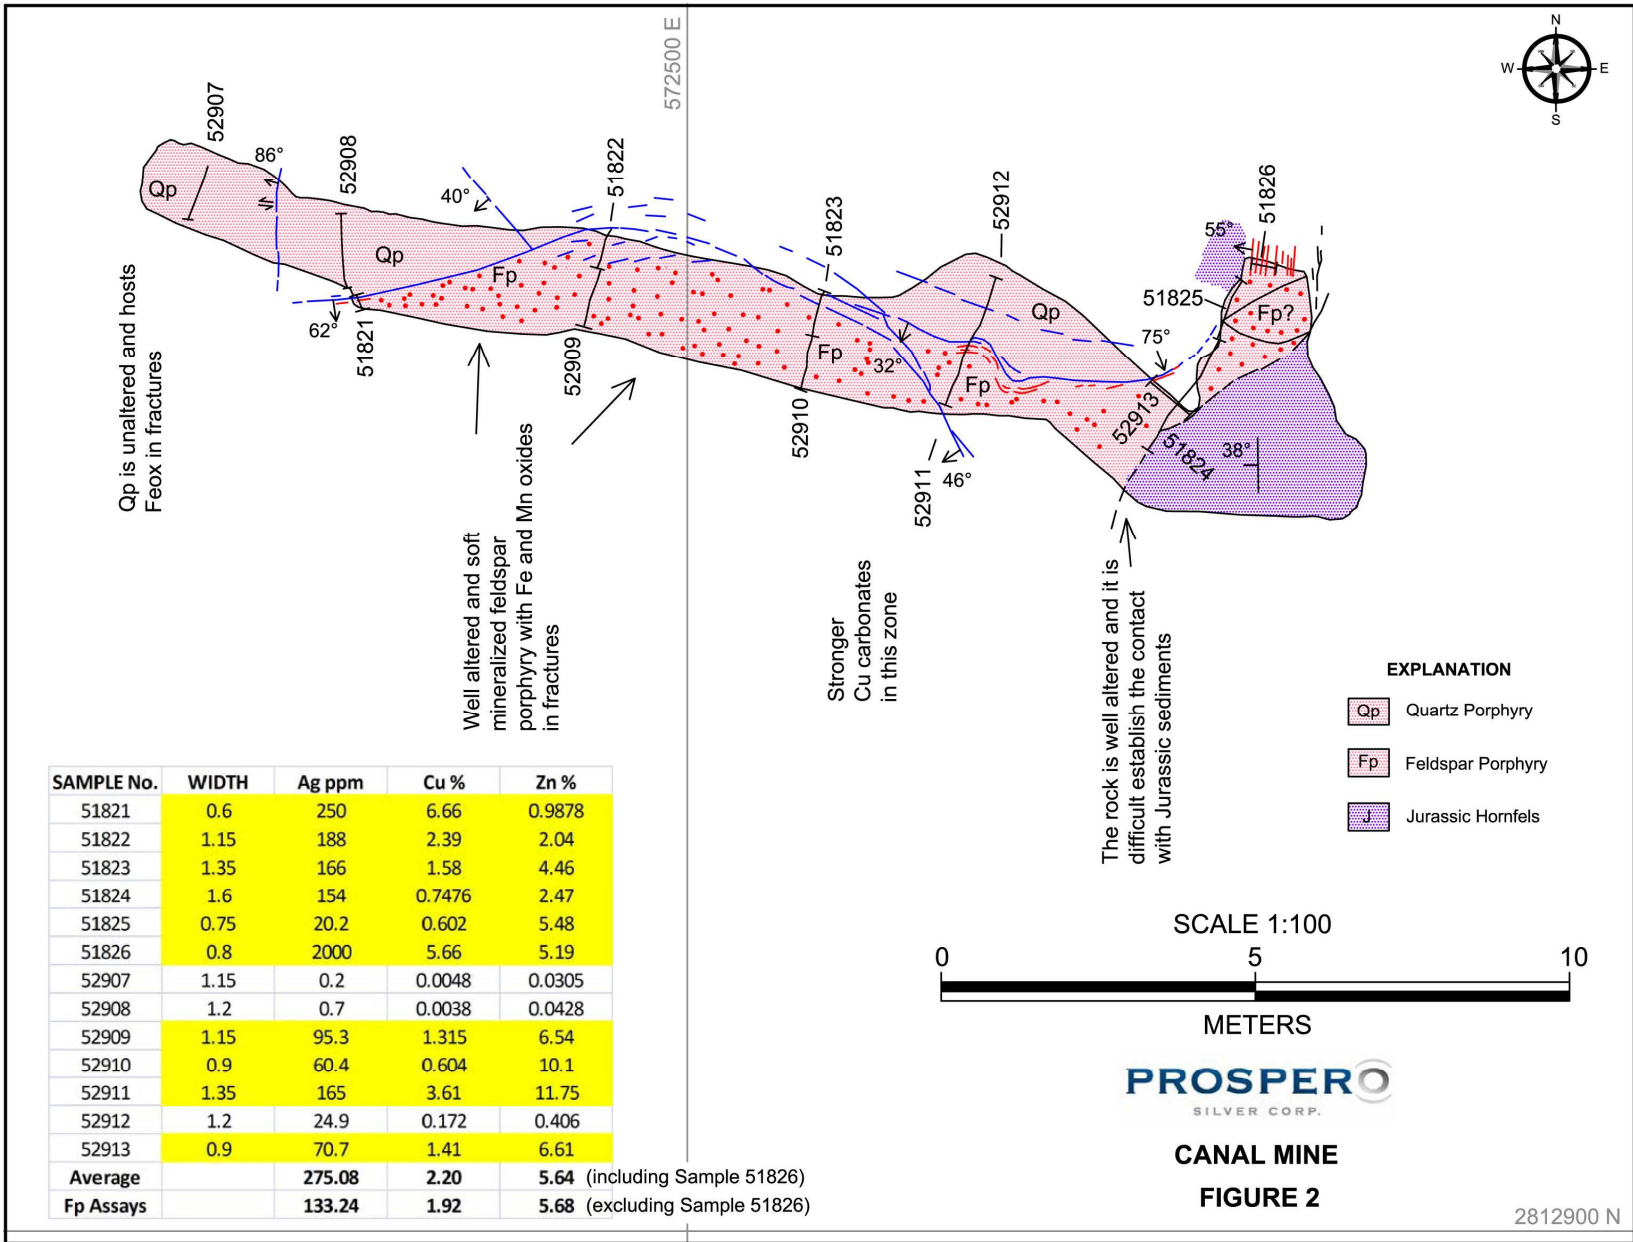 572500 E
N
W
E
S
52907
86°
52908
40°
51822
51823
52912
51826
55°
Qp
Qp
Fp
Qp
51825
Fp?
62°
51821
52909
Fp
32°
Fp
75°
52910
52911
46°
52913
51824
38°
Qp is unaltered and hosts
Feox in fractures
Well altered and soft
mineralized feldspar
porphyry with Fe and Mn oxides
in fractures
Stronger
Cu carbonates
in this zone
The rock is well altered and it is
difficult establish the contact
with Jurassic sediments
EXPLANATION
Qp Quartz Porphyry
Fp Feldspar Porphyry
J Jurassic Hornfels
SAMPLE No. WIDTH Ag ppm Cu % Zn %
51821 0.6 250 6.66 0.9878
51822 1.15 188 2.39 2.04
51823 1.35 166 1.58 4.46
51824 1.6 154 0.7476 2.47
51825 0.75 20.2 0.602 5.48
51826 0.8 2000 5.66 5.19
52907 1.15 0.2 0.0048 0.0305
52908 1.2 0.7 0.0038 0.0428
52909 1.15 95.3 1.315 6.54
52910 0.9 60.4 0.604 10.1
52911 1.35 165 3.61 11.75
52912 1.2 24.9 0.172 0.406
52913 0.9 70.7 1.41 6.61
Average 275.08 2.20 5.64 (including Sample 51826)
Fp Assays 133.24 1.92 5.68 (excluding Sample 51826)
SCALE 1:100
0 5 10
METERS
PROSPERO
SILVER CORP.
CANAL MINE
FIGURE 2
2812900 N